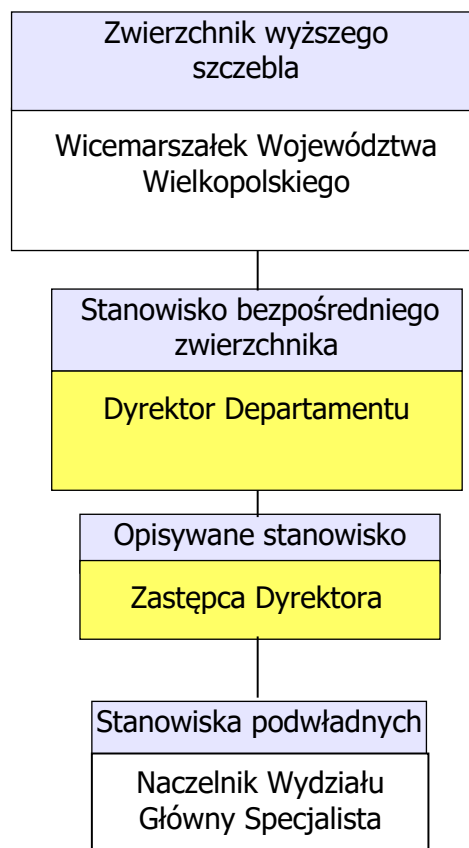 Zwierzchnik wyższego
szczebla
Wicemarszałek Województwa
Wielkopolskiego
Stanowisko bezpośredniego
zwierzchnika
Dyrektor Departamentu
Opisywane stanowisko
Zastępca Dyrektora
Stanowiska podwładnych
Naczelnik Wydziału
Główny Specjalista